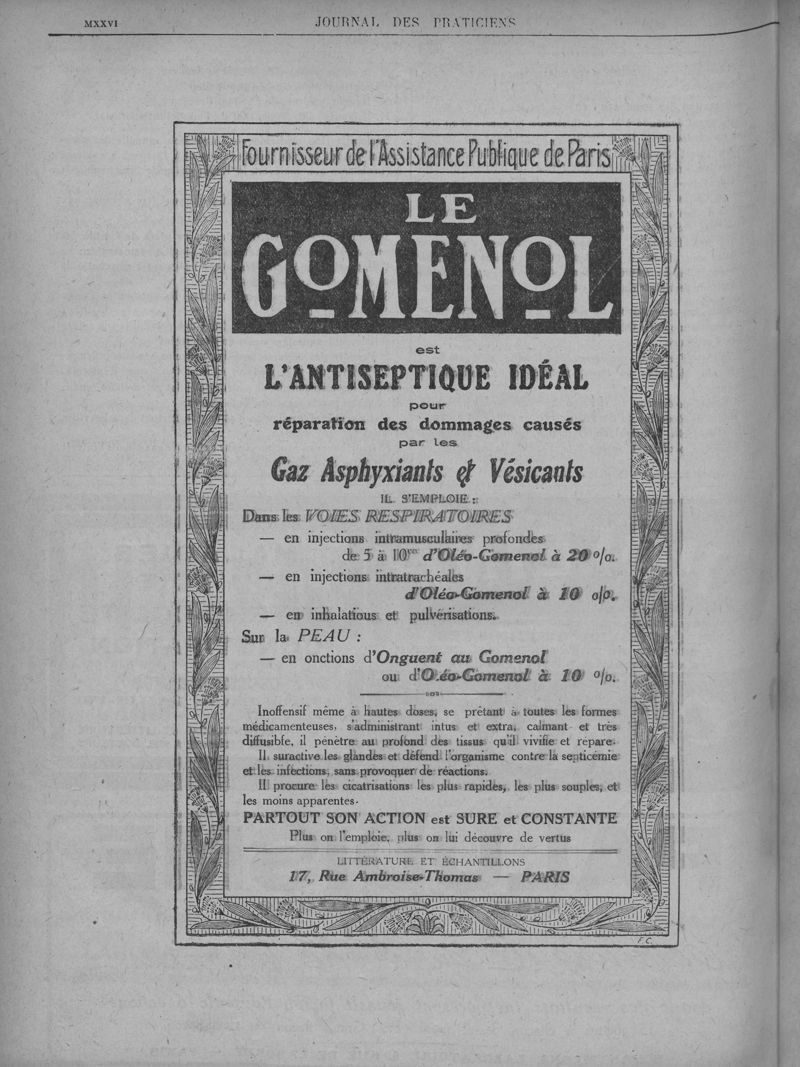 MXXVI
JOURNAL DES PRATICIENS
Fournisseur de l'Assistance Publique de Paris
LE
GOMENOL
est
L'ANTISEPTIQUE IDÉAL
pour
réparation des dommages causés
par les
Gaz Asphyxiants & Vésicants
IL S'EMPLOIE :
Dans les VOIES RESPIRATOIRES
— en injections intramusculaires profondes
de 5 à 10cc d'Oléo-Gomenol à 20 o/o.
— en injections intratrachéales
d'Oléo-Gomenol à 10 o/o.
— en inhalations et pulvérisations.
Sur la PEAU :
— en onctions d'Onguent au Gomenol
ou d'O.éo-Gomenol à 10 o/o.
Inoffensif même à hautes doses, se prêtant à toutes les formes
médicamenteuses, s'administrant intus et extra, calmant et très
diffusible, il pénètre au profond des tissus qu'il vivifie et répare.
Il suractive les glandes et défend l'organisme contre la septicémie
et les infections, sans provoquer de réactions.
Il procure les cicatrisations les plus rapides, les plus souples, et
les moins apparentes.
PARTOUT SON ACTION est SURE et CONSTANTE
Plus on l'emploie, plus on lui découvre de vertus
LITTÉRATURE ET ÉCHANTILLONS
17, Rue Ambroise-Thomas — PARIS
F.C.